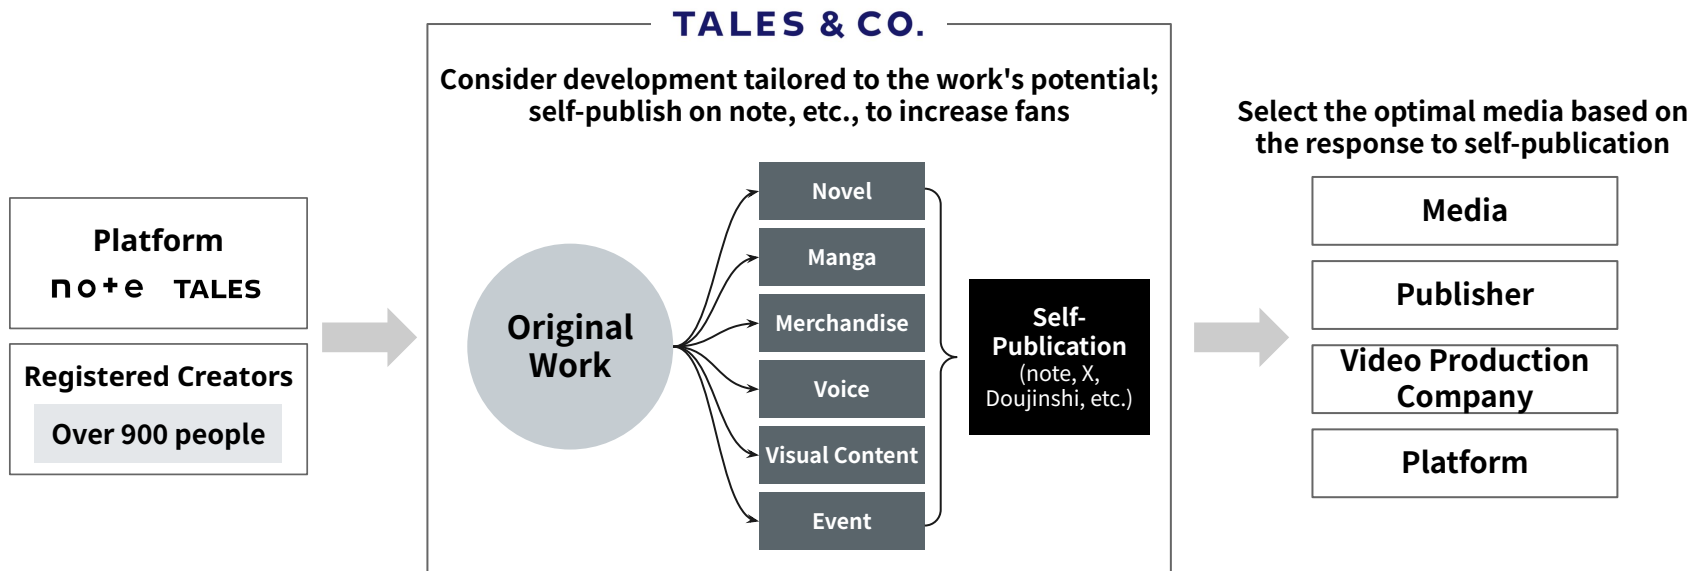 TALES & CO.
Consider development tailored to the work's potential;
self-publish on note, etc., to increase fans
Platform
note TALES
Registered Creators
Over 900 people
Original
Work
Novel
Manga
Merchandise
Voice
Visual Content
Event
Self-
Publication
(note, X,
Doujinshi, etc.)
Select the optimal media based on
the response to self-publication
Media
Publisher
Video Production
Company
Platform